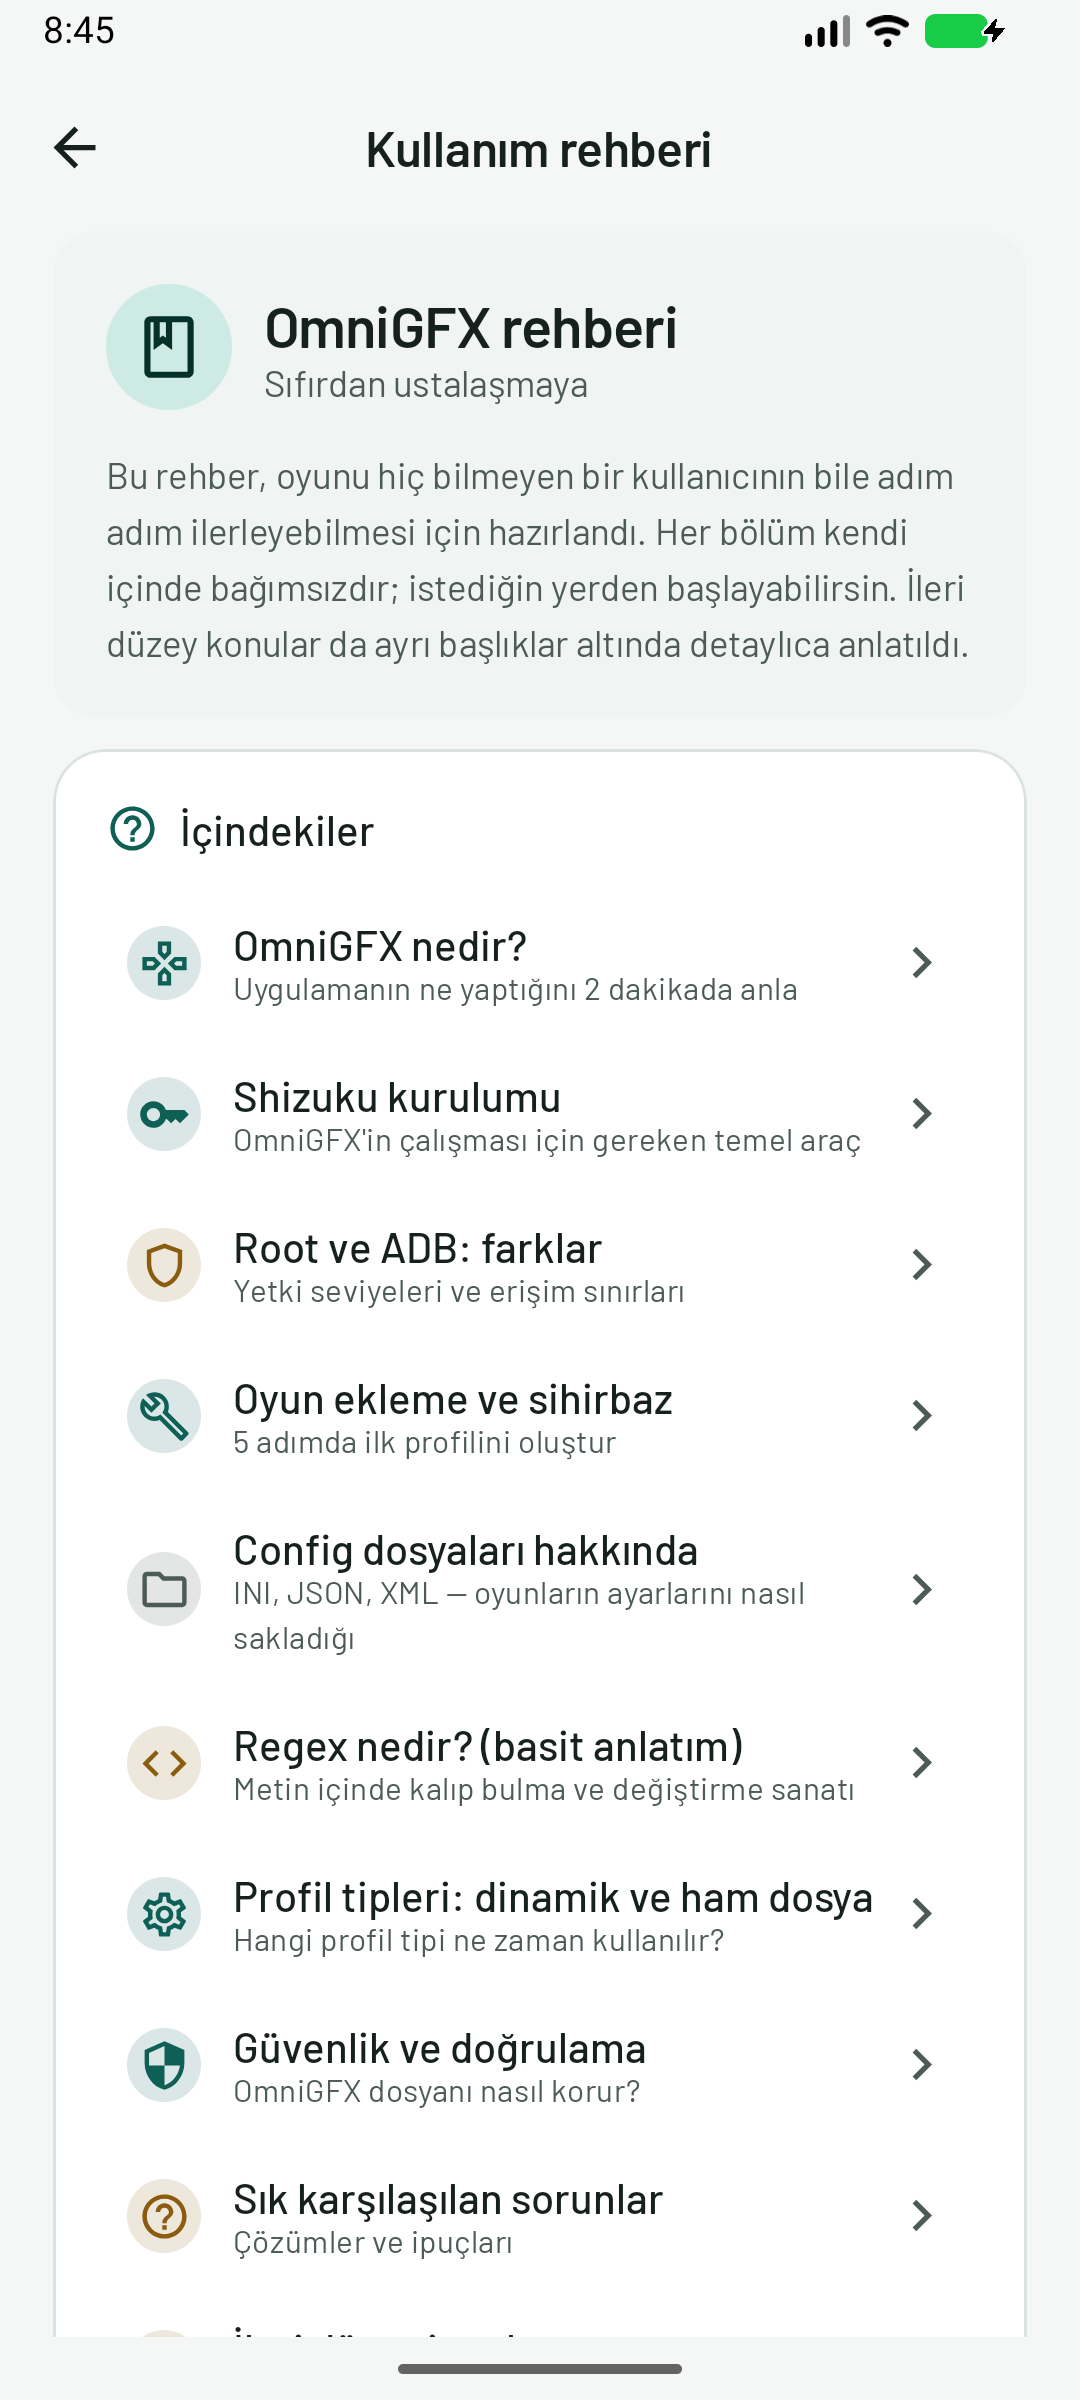 8:45
Kullanım rehberi
OmniGFX rehberi
Sıfırdan ustalaşmaya
Bu rehber, oyunu hiç bilmeyen bir kullanıcının bile adım
adım ilerleyebilmesi için hazırlandı. Her bölüm kendi
içinde bağımsızdır; istediğin yerden başlayabilirsin. İleri
düzey konular da ayrı başlıklar altında detaylıca anlatıldı.
İçindekiler
OmniGFX nedir?
Uygulamanın ne yaptığını 2 dakikada anla
Shizuku kurulumu
OmniGFX'in çalışması için gereken temel araç
Root ve ADB: farklar
Yetki seviyeleri ve erişim sınırları
Oyun ekleme ve sihirbaz
5 adımda ilk profilini oluştur
Config dosyaları hakkında
INI, JSON, XML — oyunların ayarlarını nasıl
sakladığı
Regex nedir? (basit anlatım)
Metin içinde kalıp bulma ve değiştirme sanatı
Profil tipleri: dinamik ve ham dosya
Hangi profil tipi ne zaman kullanılır?
Güvenlik ve doğrulama
OmniGFX dosyanı nasıl korur?
Sık karşılaşılan sorunlar
Çözümler ve ipuçları